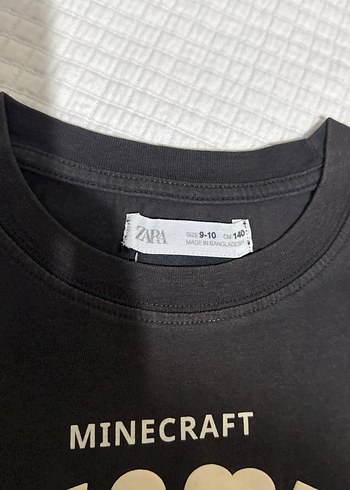 ZARA SIZE 9-10 CM 140
MADE IN BANGLADESH
MINECRAFT